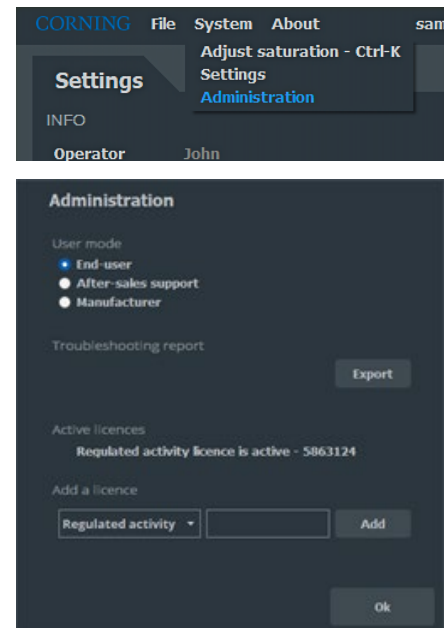 CORNING File System About sam
Adjust saturation - Ctrl-K
Settings
Settings
Administration
INFO
Operator John
Administration
User mode
End-user
After-sales support
Manufacturer
Troubleshooting report
Export
Active licences
Regulated activity licence is active - 5863124
Add a licence
Regulated activity Add
Ok